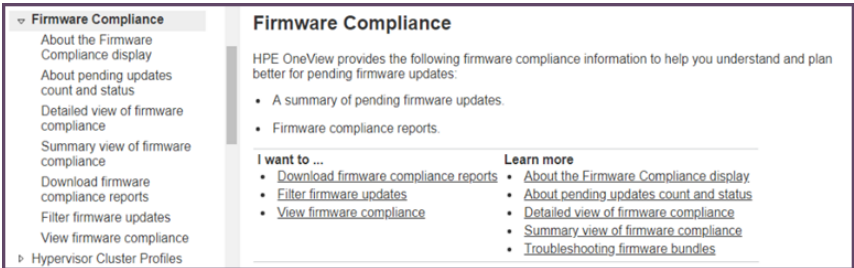 Firmware Compliance
About the Firmware
Compliance display
About pending updates
count and status
Detailed view of firmware
compliance
Summary view of firmware
compliance
Download firmware
compliance reports
Filter firmware updates
View firmware compliance
Hypervisor Cluster Profiles
Firmware Compliance
HPE OneView provides the following firmware compliance information to help you understand and plan
better for pending firmware updates:
• A summary of pending firmware updates.
• Firmware compliance reports.
I want to ...
• Download firmware compliance reports
• Filter firmware updates
• View firmware compliance
Learn more
• About the Firmware Compliance display
• About pending updates count and status
• Detailed view of firmware compliance
• Summary view of firmware compliance
• Troubleshooting firmware bundles